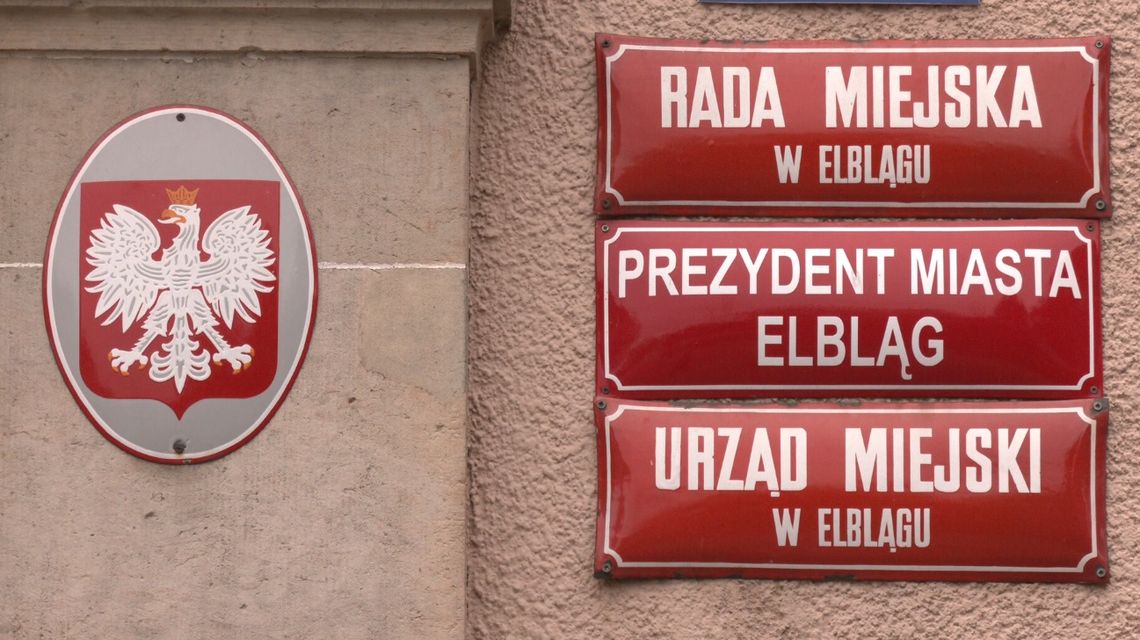 RADA MIEJSKA
W ELBLĄGU
PREZYDENT MIASTA
ELBLĄG
URZĄD MIEJSKI
W ELBLĄGU